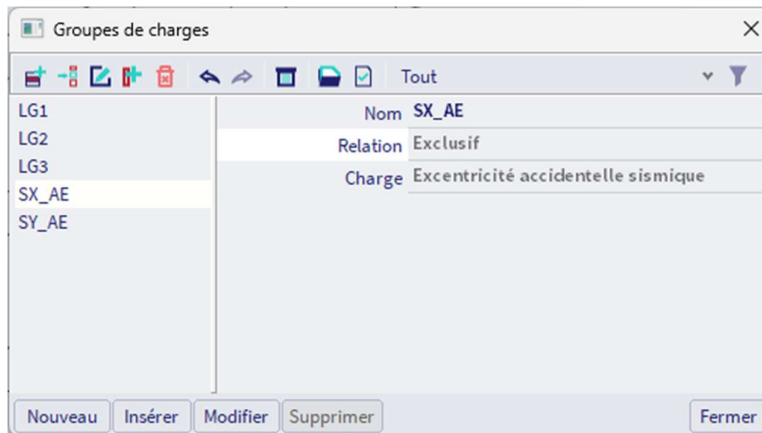 Groupes de charges
Tout
LG1
LG2
LG3
SX_AE
SY_AE
Nom SX_AE
Relation Exclusif
Charge Excentricité accidentelle sismique
Nouveau Insérer Modifier Supprimer Fermer